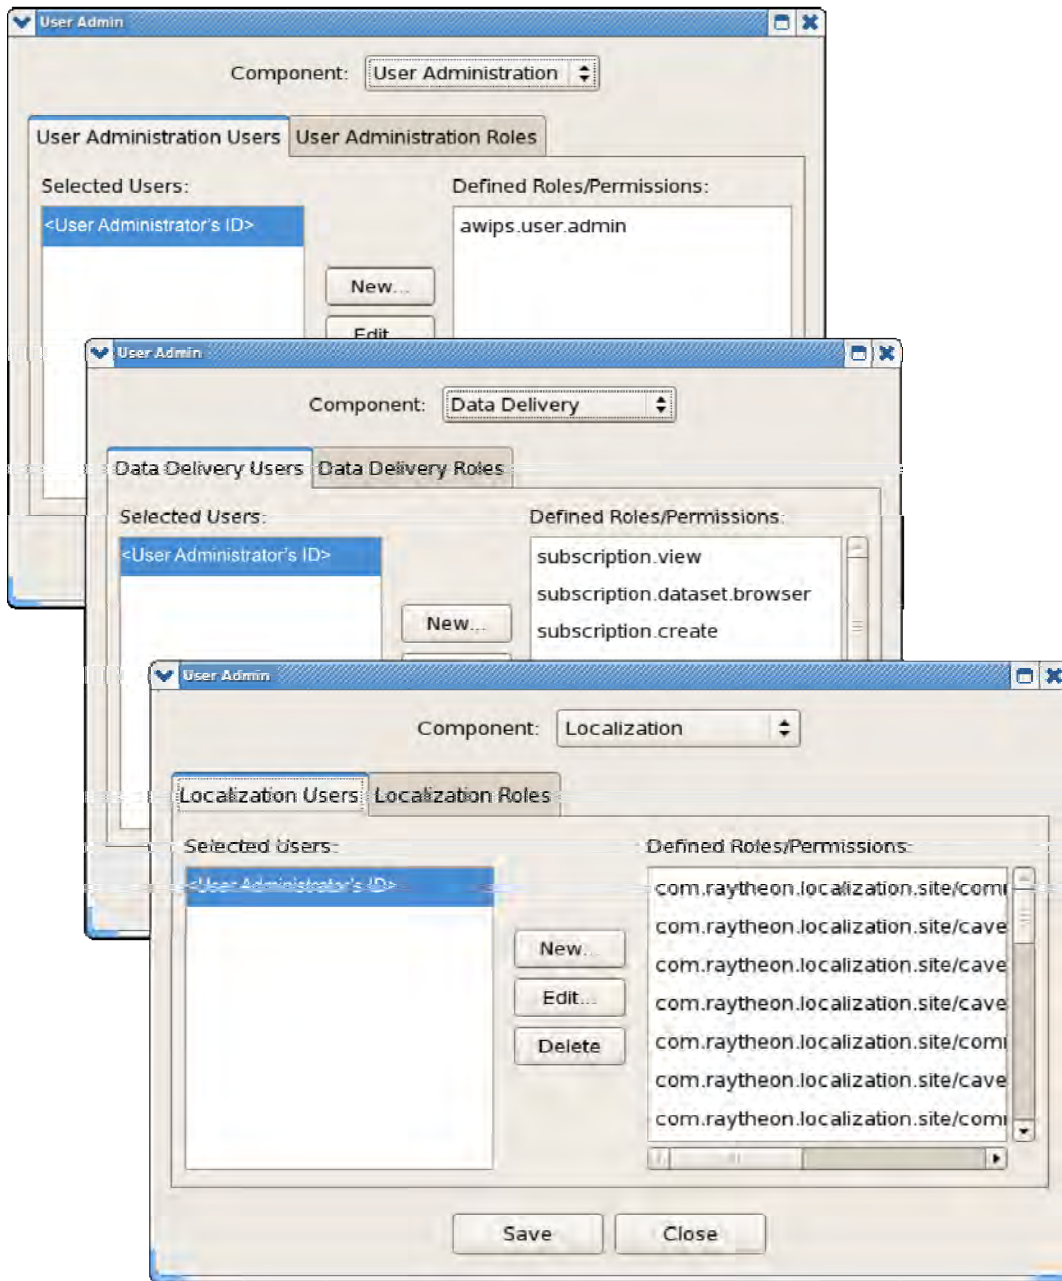 User Admin
Component: User Administration
User Administration Users User Administration Roles
Selected Users: Defined Roles/Permissions:
<User Administrator's ID> awips.user.admin
New...
Edit...
User Admin
Component: Data Delivery
Data Delivery Users Data Delivery Roles
Selected Users: Defined Roles/Permissions:
<User Administrator's ID> subscription.view
subscription.dataset.browser
New... subscription.create
User Admin
Component: Localization
Localization Users Localization Roles
Selected Users: Defined Roles/Permissions:
<User Administrator's ID> com.raytheon.localization.site/com
com.raytheon.localization.site/cave
New... com.raytheon.localization.site/cave
Edit... com.raytheon.localization.site/cave
Delete com.raytheon.localization.site/com
com.raytheon.localization.site/cave
com.raytheon.localization.site/com
Save Close